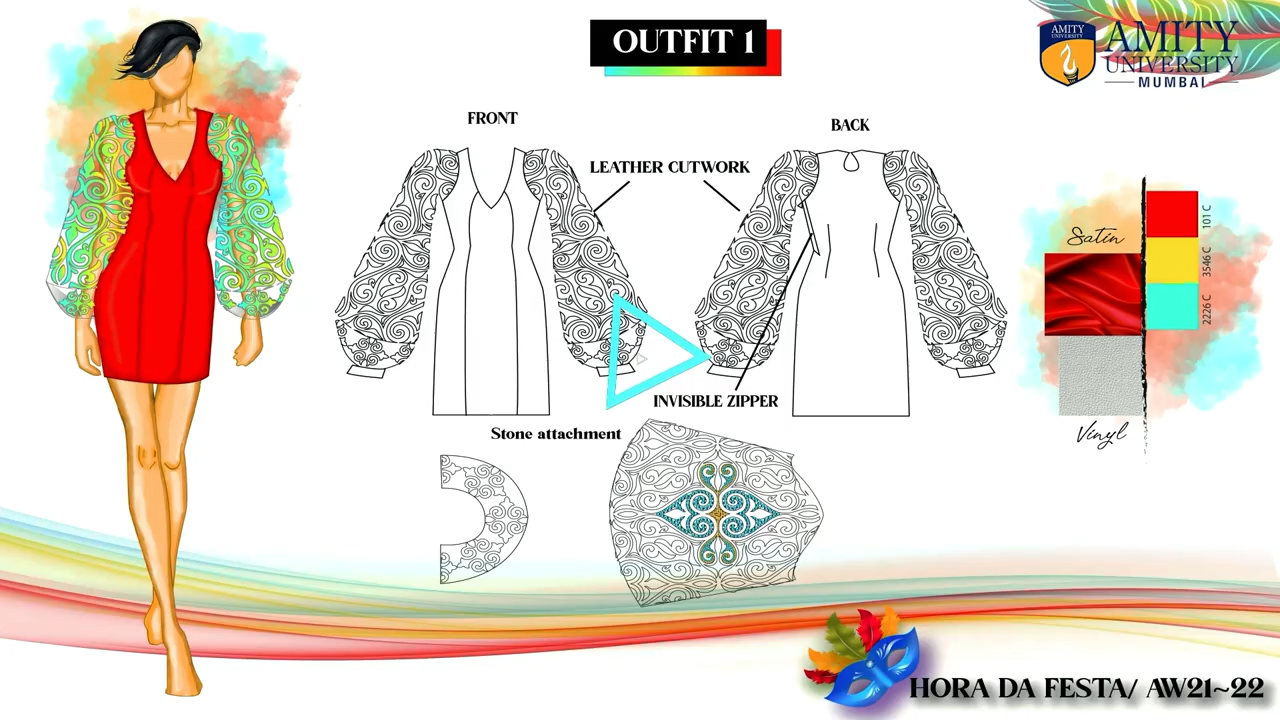 OUTFIT 1
AMITY
UNIVERSITY
AMITY
UNIVERSITY
MUMBAI
FRONT
BACK
LEATHER CUTWORK
Satin
101 C
3546 C
2226 C
INVISIBLE ZIPPER
Vinyl
Stone attachment
HORA DA FESTA/ AW21~22